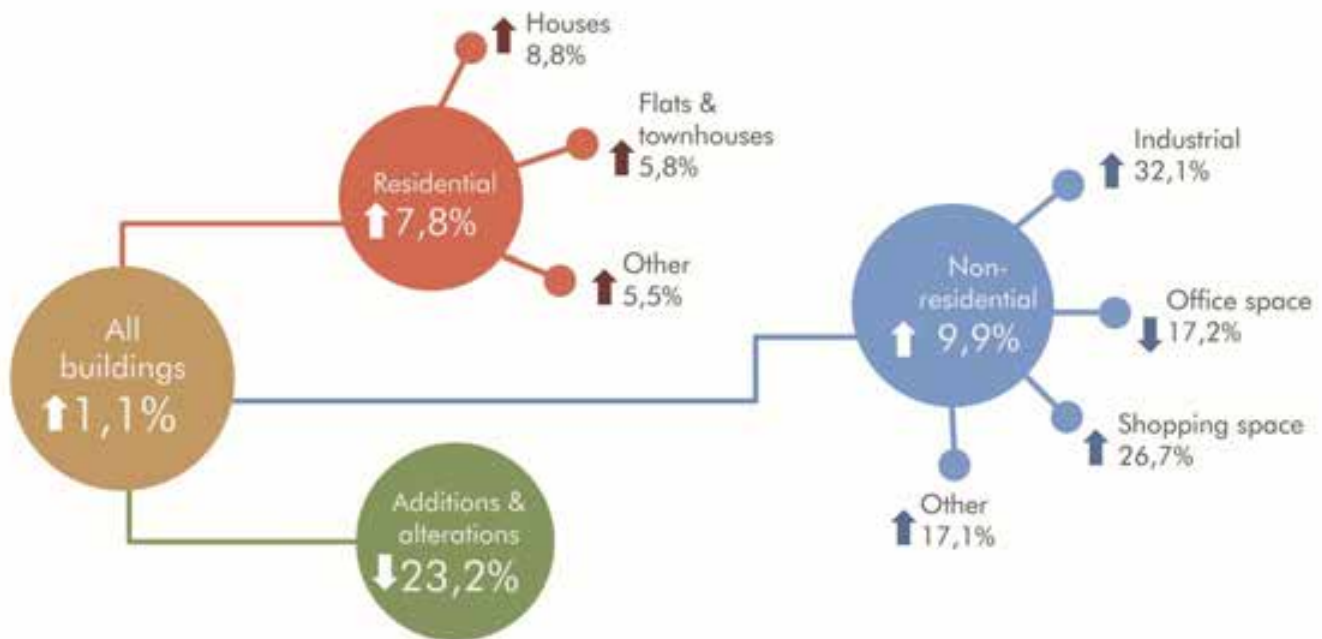 Houses
8,8%
Flats &
townhouses
5,8%
Residential
7,8%
Other
5,5%
Industrial
32,1%
Non-
residential
9,9%
Office space
17,2%
Shopping space
26,7%
Other
17,1%
All
buildings
1,1%
Additions &
alterations
23,2%